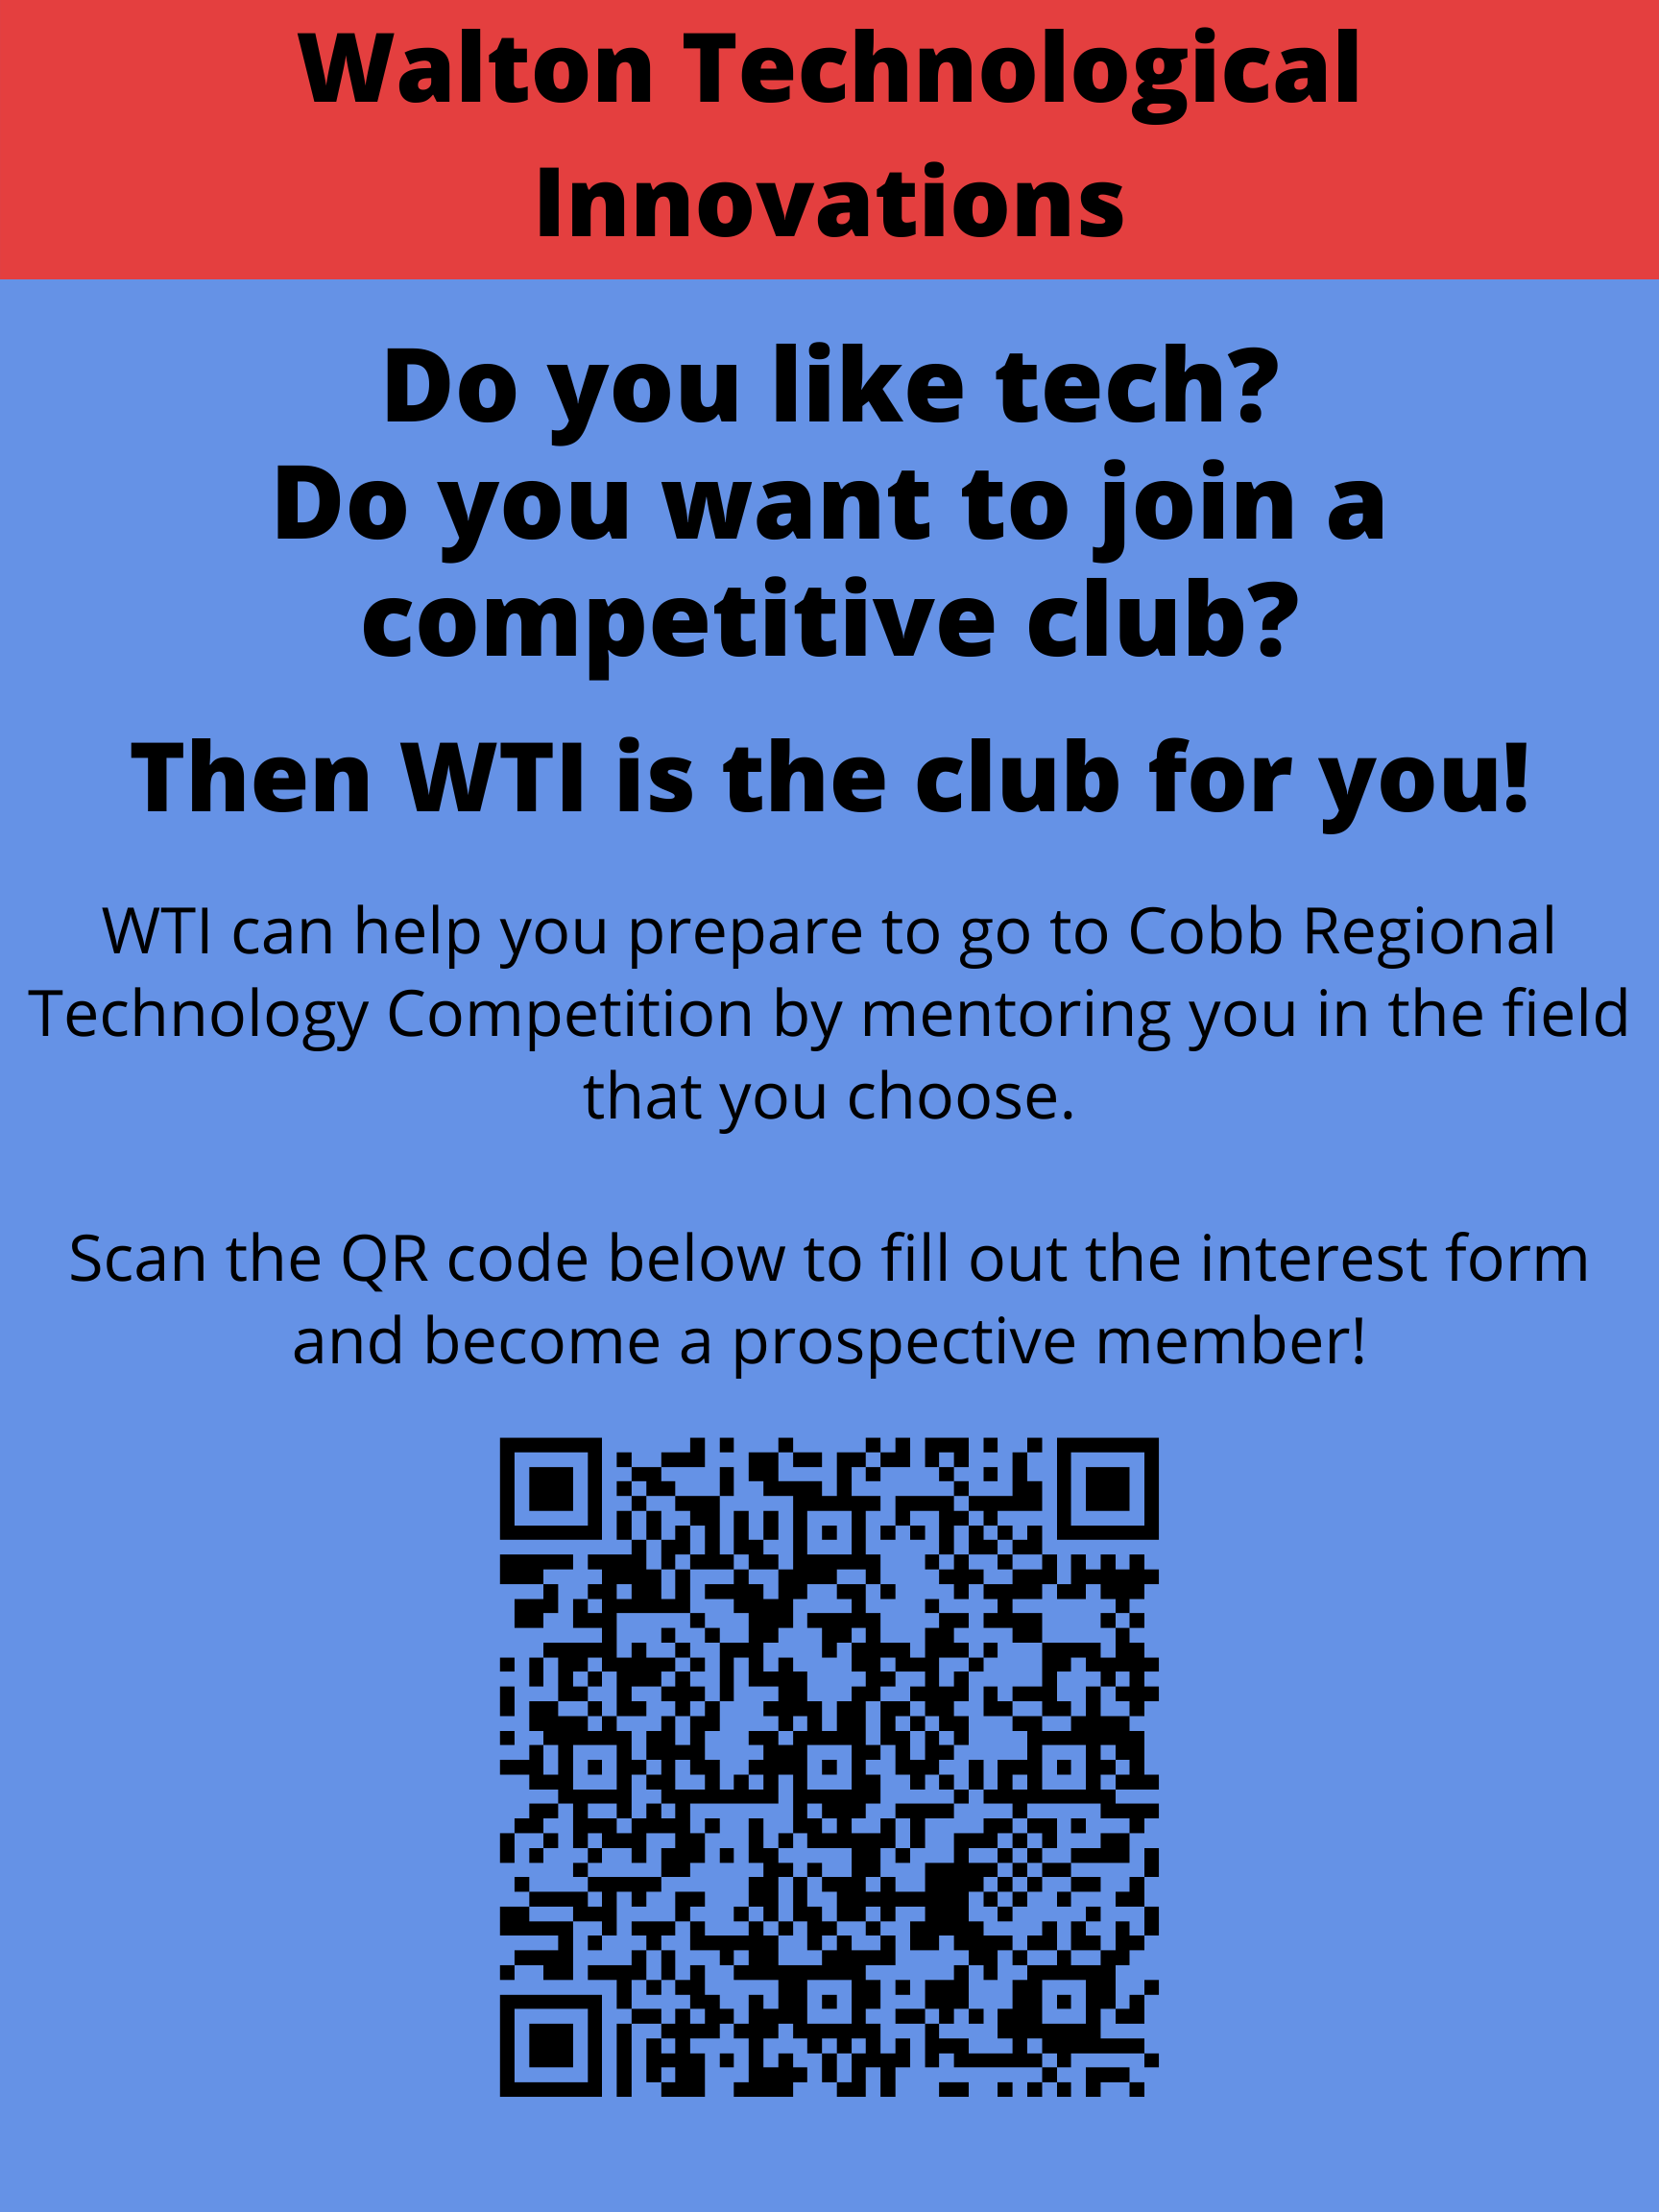 Walton Technological
Innovations
Do you like tech?
Do you want to join a
competitive club?
Then WTI is the club for you!
WTI can help you prepare to go to Cobb Regional
Technology Competition by mentoring you in the field
that you choose.
Scan the QR code below to fill out the interest form
and become a prospective member!